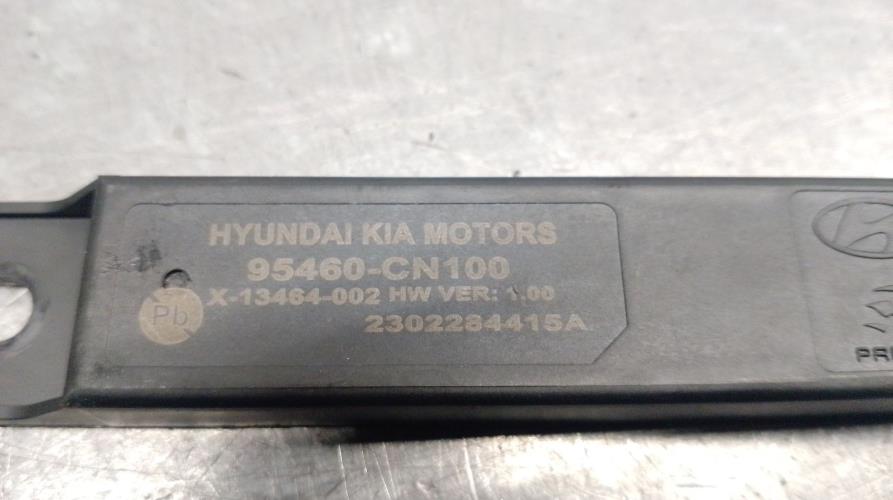 HYUNDAI KIA MOTORS
95460-CN100
X-13464-002 HW VER: 1.00
Pb
2302284415A